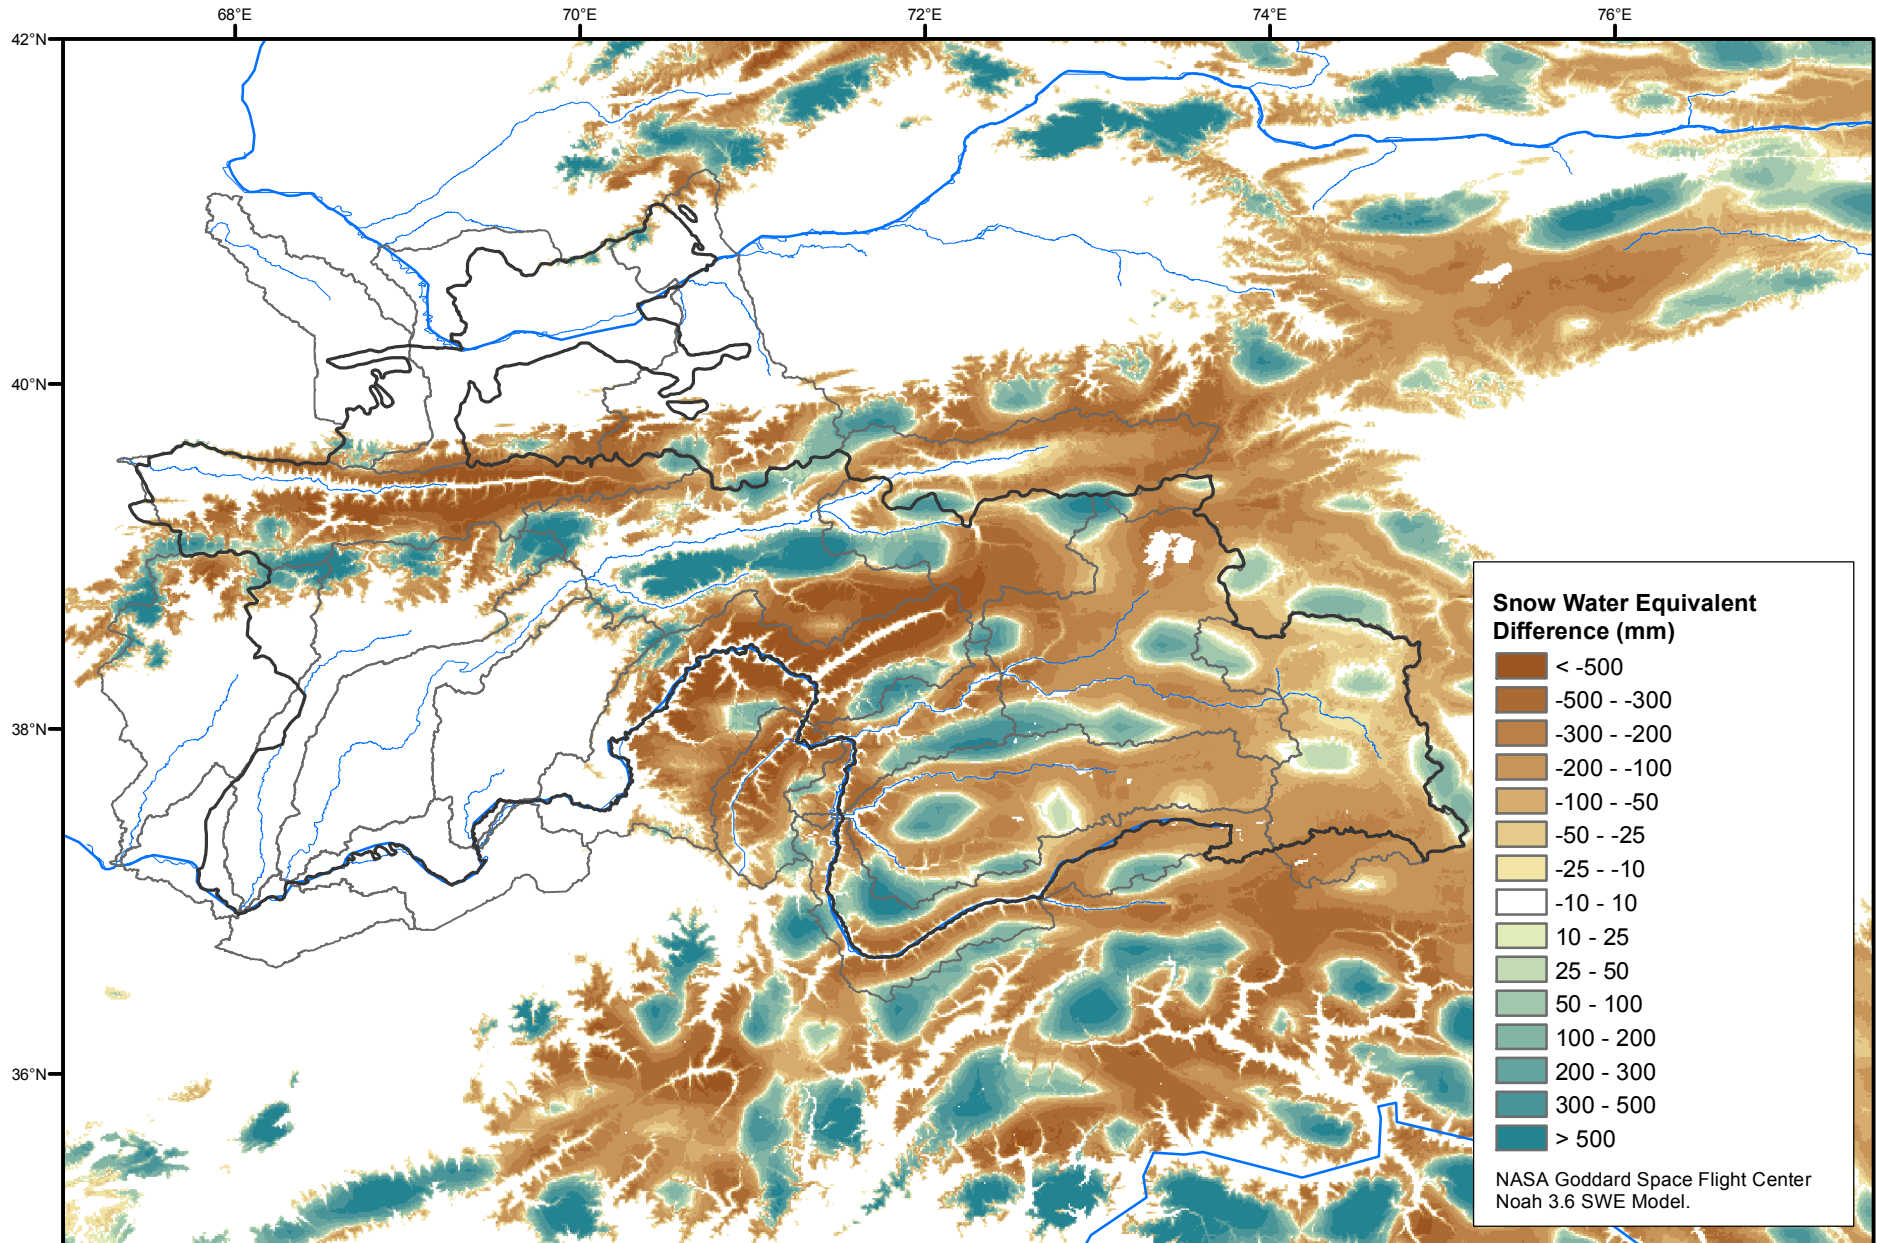 68°E
70°E
72°E
74°E
76°E
42°N
40°N
38°N
36°N
Snow Water Equivalent
Difference (mm)
< -500
-500 - -300
-300 - -200
-200 - -100
-100 - -50
-50 - -25
-25 - -10
-10 - 10
10 - 25
25 - 50
50 - 100
100 - 200
200 - 300
300 - 500
> 500
NASA Goddard Space Flight Center
Noah 3.6 SWE Model.